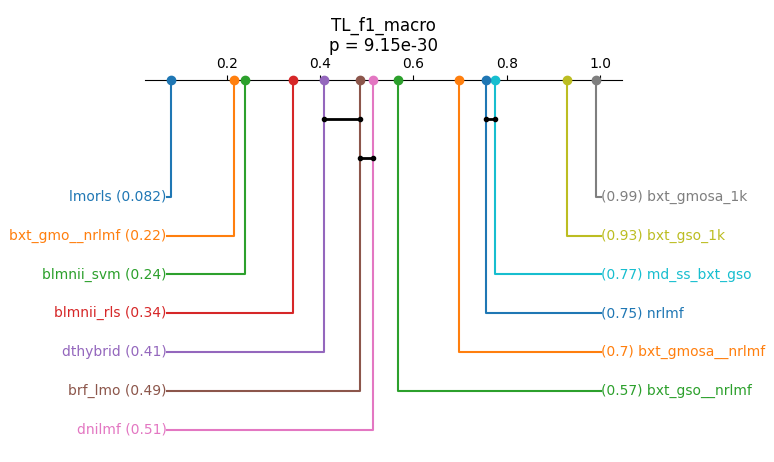 TL_f1_macro
p = 9.15e-30
0.2 0.4 0.6 0.8 1.0
lmorls (0.082)
(0.99) bxt_gmosa_1k
bxt_gmo__nrlmf (0.22)
(0.93) bxt_gso_1k
blmnii_svm (0.24)
(0.77) md_ss_bxt_gso
blmnii_rls (0.34)
(0.75) nrlmf
dthybrid (0.41)
(0.7) bxt_gmosa__nrlmf
brf_lmo (0.49)
(0.57) bxt_gso__nrlmf
dnilmf (0.51)